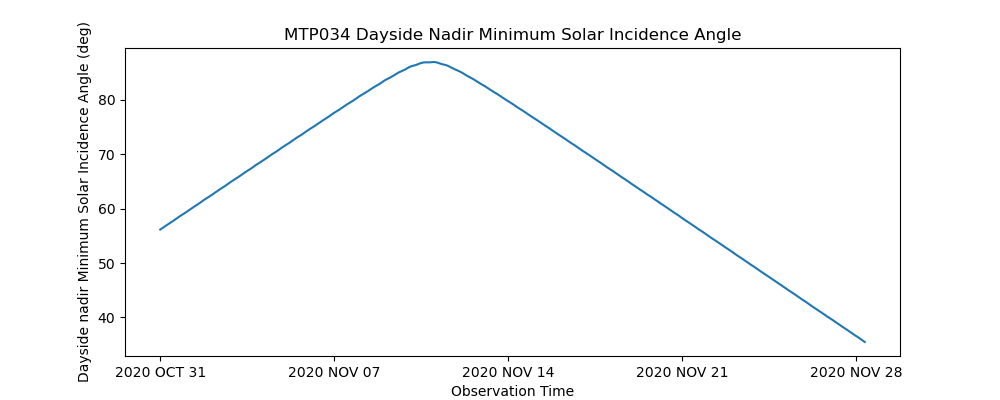 MTP034 Dayside Nadir Minimum Solar Incidence Angle
Dayside nadir Minimum Solar Incidence Angle (deg)
80
70
60
50
40
2020 OCT 31
2020 NOV 07
2020 NOV 14
2020 NOV 21
2020 NOV 28
Observation Time